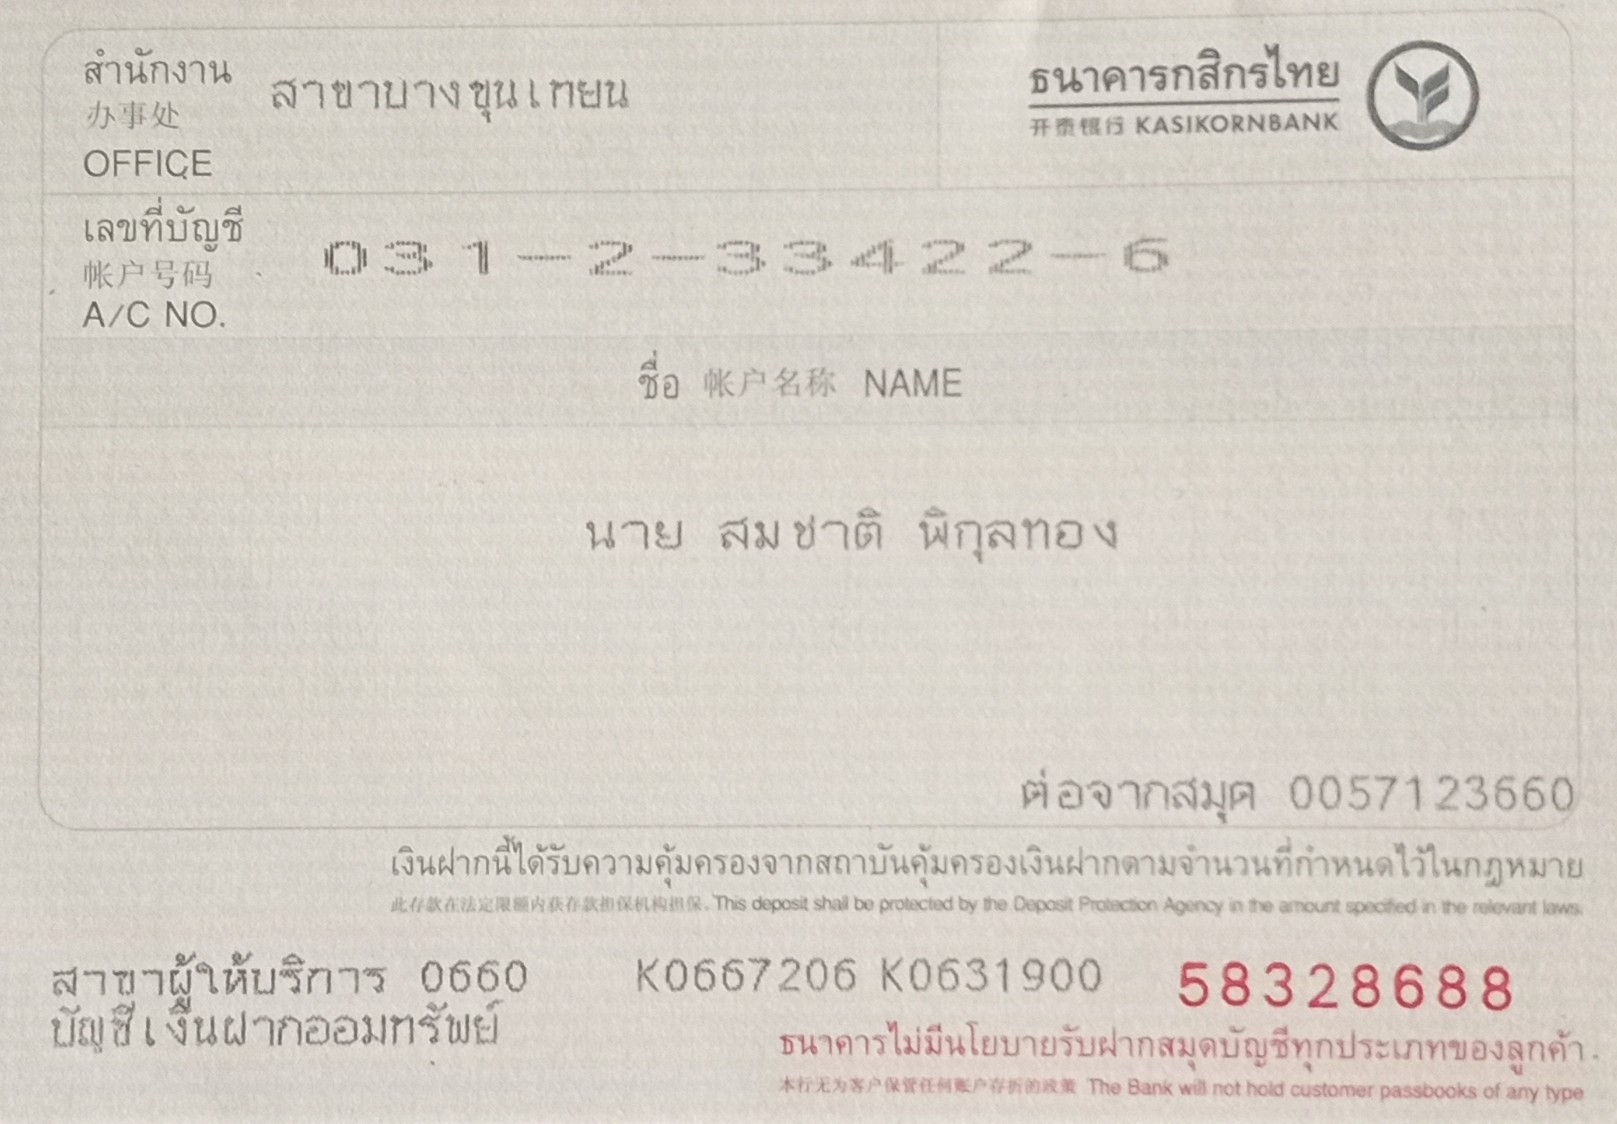 สำนักงาน สาขาบางขุนเทียน
办事处
OFFICE
ธนาคารกสิกรไทย
开泰银行 KASIKORNBANK
เลขที่บัญชี 031-2-33422-6
帐户号码
A/C NO.
ชื่อ 帐户名称 NAME
นาย สมชาติ พิกุลทอง
ต่อจากสมุด 0057123660
เงินฝากนี้ได้รับความคุ้มครองจากสถาบันคุ้มครองเงินฝากตามจำนวนที่กำหนดไว้ในกฎหมาย
此存款在法定限额内获存款担保机构担保. This deposit shall be protected by the Deposit Protection Agency in the amount specified in the relevant laws.
สาขาผู้ให้บริการ 0660 K0667206 K0631900 58328688
บัญชีเงินฝากออมทรัพย์
ธนาคารไม่มีนโยบายรับฝากสมุดบัญชีทุกประเภทของลูกค้า
本行无为客户保管任何账户存折的政策 The Bank will not hold customer passbooks of any type